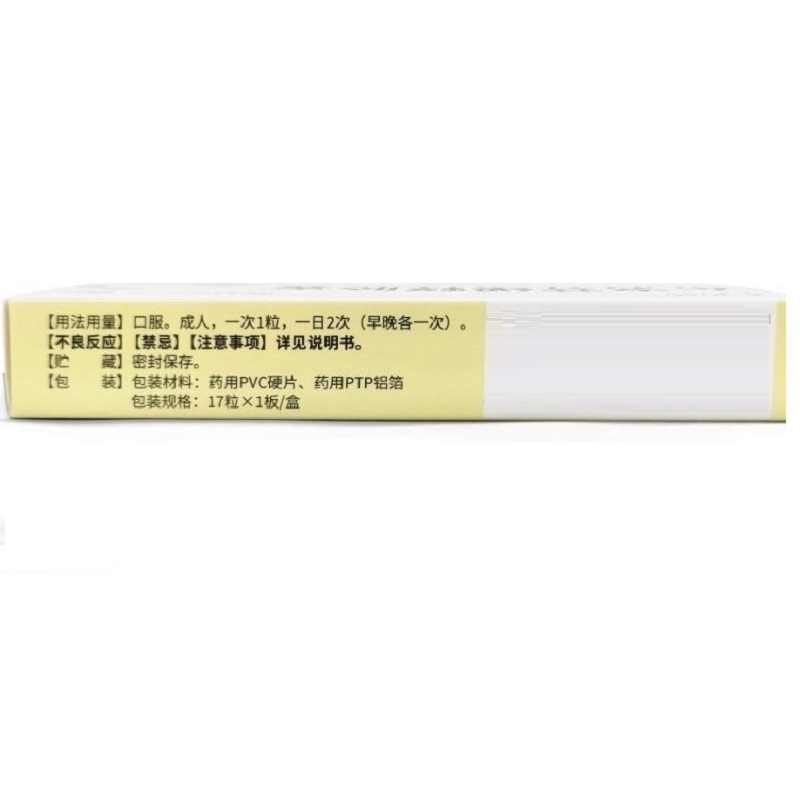 【用法用量】口服。成人，一次1粒，一日2次（早晚各一次）。
【不良反应】【禁忌】【注意事项】详见说明书。
【贮　　藏】密封保存。
【包　　装】包装材料：药用PVC硬片、药用PTP铝箔
包装规格：17粒×1板/盒